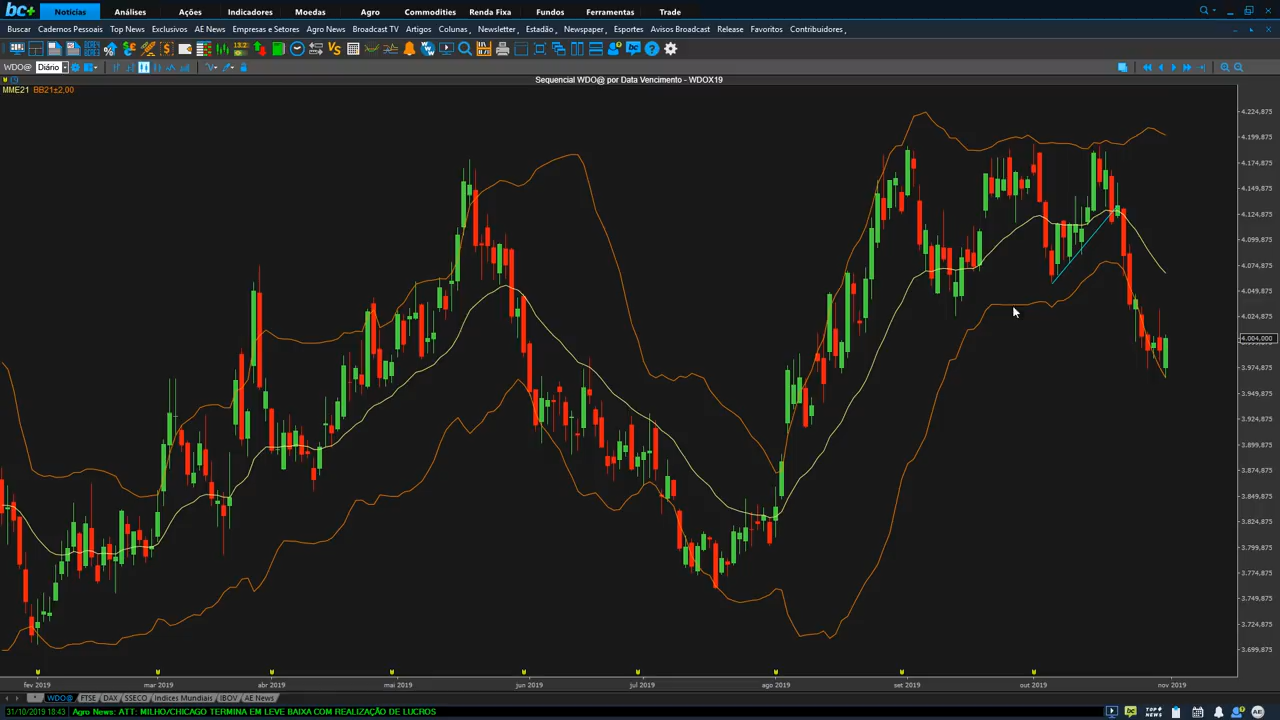 bc+ Notícias Análises Ações Indicadores Moedas Agro Commodities Renda Fixa Fundos Ferramentas Trade
Buscar Cadernos Pessoais Top News Exclusivos AE News Empresas e Setores Agro News Broadcast TV Artigos Colunas Newsletter Estadão Newspaper Esportes Avisos Broadcast Release Favoritos Contribuidores
WDO@ Diário
Sequencial WDO@ por Data Vencimento - WDOX19
MME21 BB21±2,00
4.224,875
4.199,875
4.174,875
4.149,875
4.124,875
4.099,875
4.074,875
4.049,875
4.024,875
4.004,000
3.974,875
3.949,875
3.924,875
3.899,875
3.874,875
3.849,875
3.824,875
3.799,875
3.774,875
3.749,875
3.724,875
3.699,875
fev 2019 mar 2019 abr 2019 mai 2019 jun 2019 jul 2019 ago 2019 set 2019 out 2019 nov 2019
WDO@ FTSE DAX SSECO Indices Mundiais IBOV AE News
31/10/2019 18:43 Agro News: ATT: MILHO/CHICAGO TERMINA EM LEVE BAIXA COM REALIZAÇÃO DE LUCROS